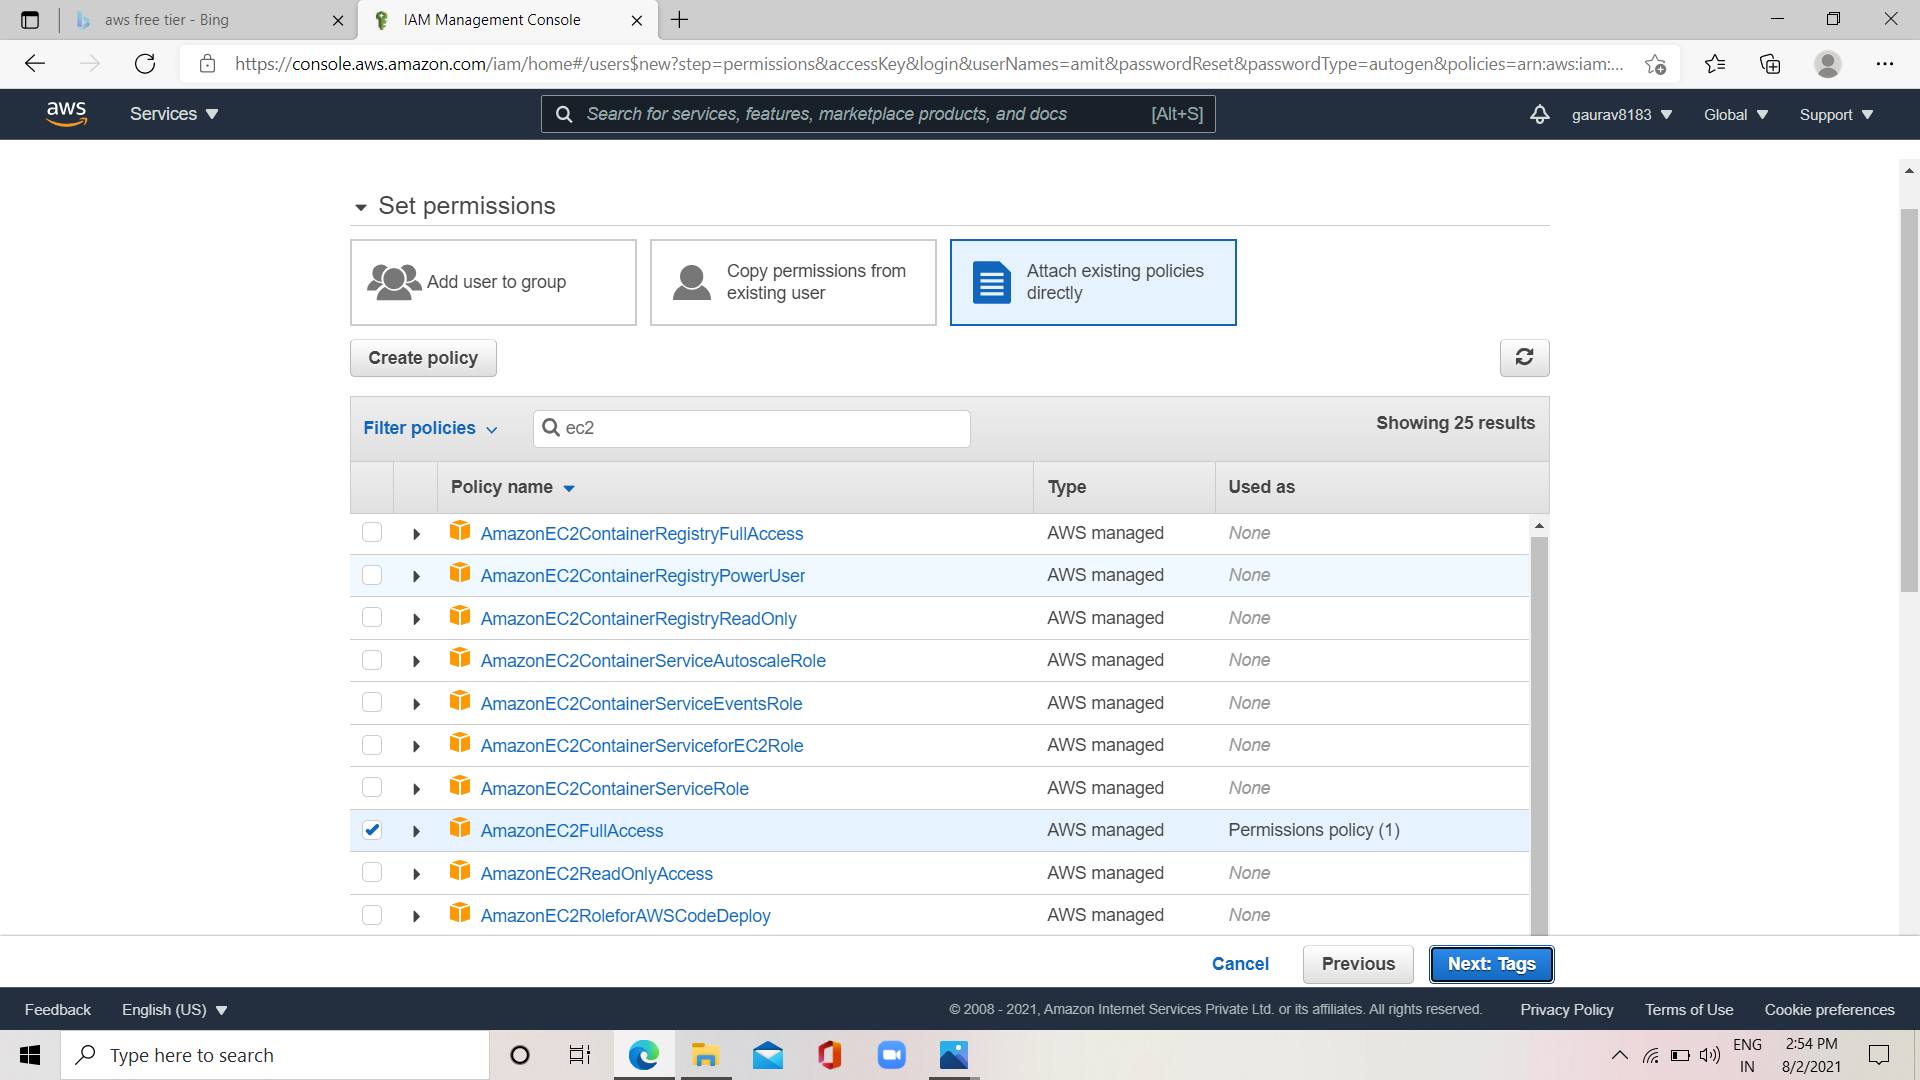 aws free tier - Bing
IAM Management Console
https://console.aws.amazon.com/iam/home#/users$new?step=permissions&accessKey&login&userNames=amit&passwordReset&passwordType=autogen&policies=arn:aws:iam:...
aws
Services
Search for services, features, marketplace products, and docs [Alt+S]
gaurav8183
Global
Support
Set permissions
Add user to group
Copy permissions from
existing user
Attach existing policies
directly
Create policy
Filter policies
ec2
Showing 25 results
Policy name Type Used as
AmazonEC2ContainerRegistryFullAccess AWS managed None
AmazonEC2ContainerRegistryPowerUser AWS managed None
AmazonEC2ContainerRegistryReadOnly AWS managed None
AmazonEC2ContainerServiceAutoscaleRole AWS managed None
AmazonEC2ContainerServiceEventsRole AWS managed None
AmazonEC2ContainerServiceforEC2Role AWS managed None
AmazonEC2ContainerServiceRole AWS managed None
AmazonEC2FullAccess AWS managed Permissions policy (1)
AmazonEC2ReadOnlyAccess AWS managed None
AmazonEC2RoleforAWSCodeDeploy AWS managed None
Cancel
Previous
Next: Tags
Feedback
English (US)
© 2008 - 2021, Amazon Internet Services Private Ltd. or its affiliates. All rights reserved.
Privacy Policy
Terms of Use
Cookie preferences
Type here to search
ENG
IN
2:54 PM
8/2/2021